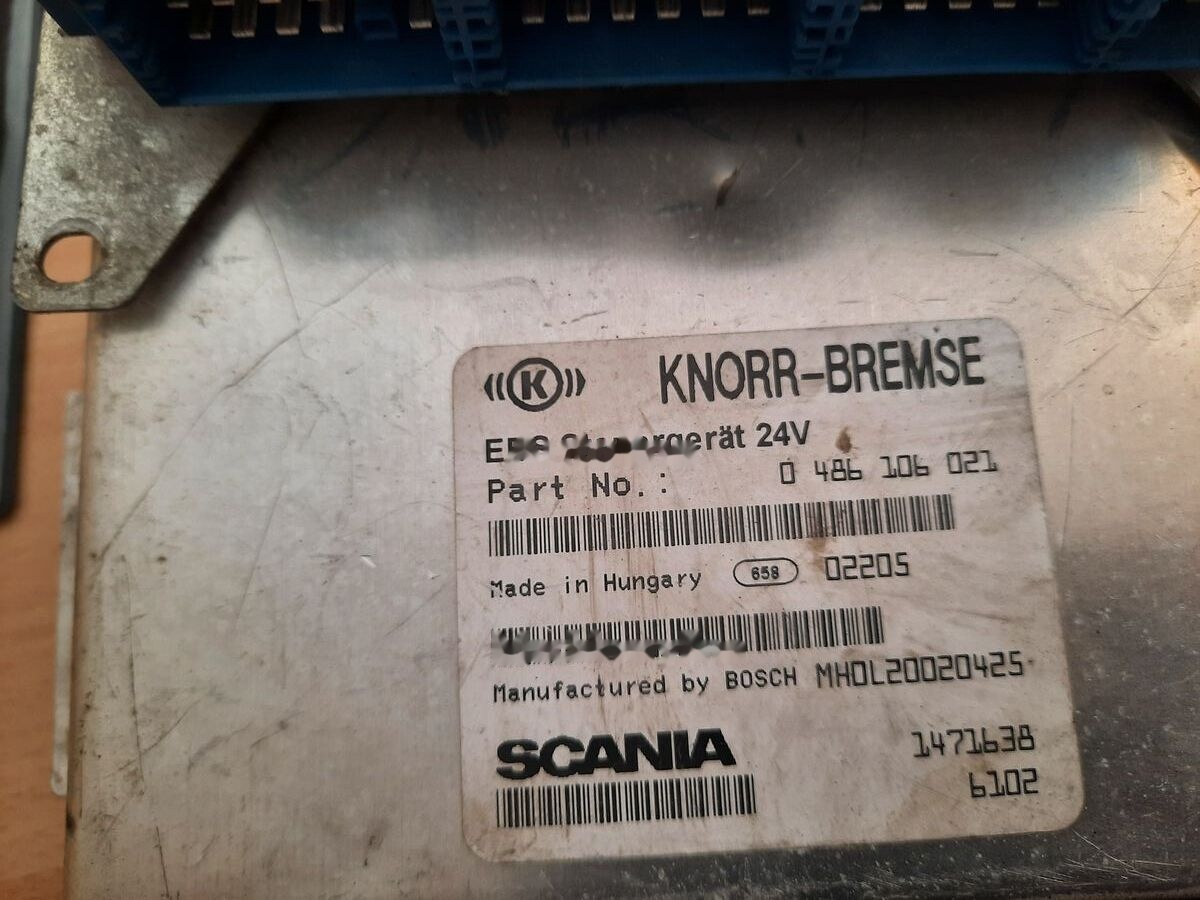 K KNORR-BREMSE
24V
Part No.: 0 486 106 021
Made in Hungary 658 02205
Manufactured by BOSCH MHOL20020425
SCANIA 1471638
6102